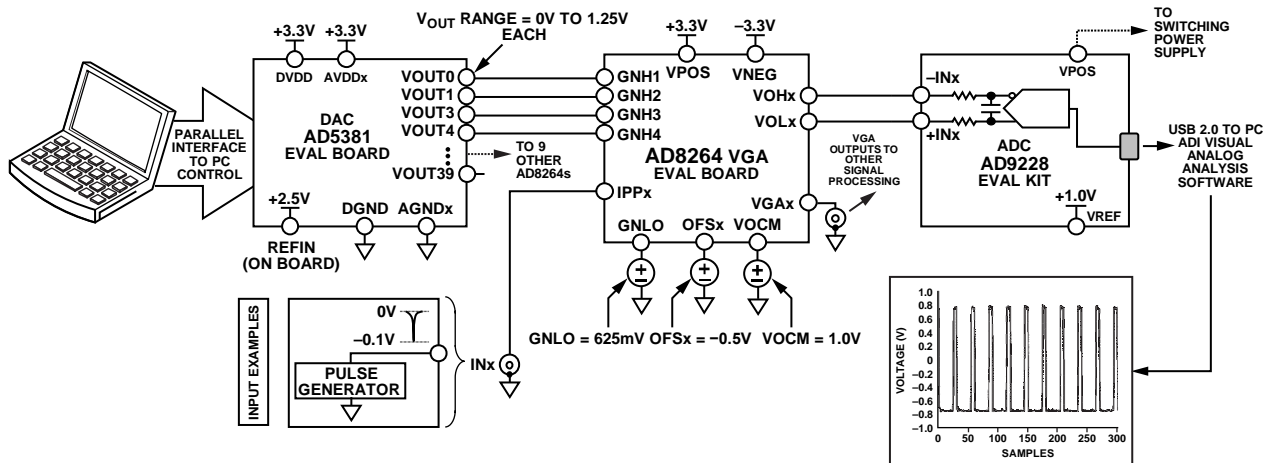 PARALLEL
INTERFACE
TO PC
CONTROL
+3.3V
+3.3V
DVDD
AVDDx
DAC
AD5381
EVAL BOARD
VOUT0
VOUT1
VOUT3
VOUT4
VOUT39
+2.5V
DGND
AGNDx
REFIN
(ON BOARD)
VOUT RANGE = 0V TO 1.25V
EACH
TO 9
OTHER
AD8264s
+3.3V
–3.3V
VPOS
VNEG
GNH1
GNH2
GNH3
GNH4
IPPx
VOHx
VOLx
AD8264 VGA
EVAL BOARD
VGAx
GNLO
OFSx
VOCM
GNLO = 625mV
OFSx = –0.5V
VOCM = 1.0V
VGA
OUTPUTS TO
OTHER
SIGNAL
PROCESSING
TO
SWITCHING
POWER
SUPPLY
VPOS
–INx
+INx
ADC
AD9228
EVAL KIT
+1.0V
VREF
USB 2.0 TO PC
ADI VISUAL
ANALOG
ANALYSIS
SOFTWARE
INPUT EXAMPLES
0V
–0.1V
PULSE
GENERATOR
INx
VOLTAGE (V)
1.0
0.8
0.6
0.4
0.2
0
–0.2
–0.4
–0.6
–0.8
–1.0
0
50
100
150
200
250
300
SAMPLES